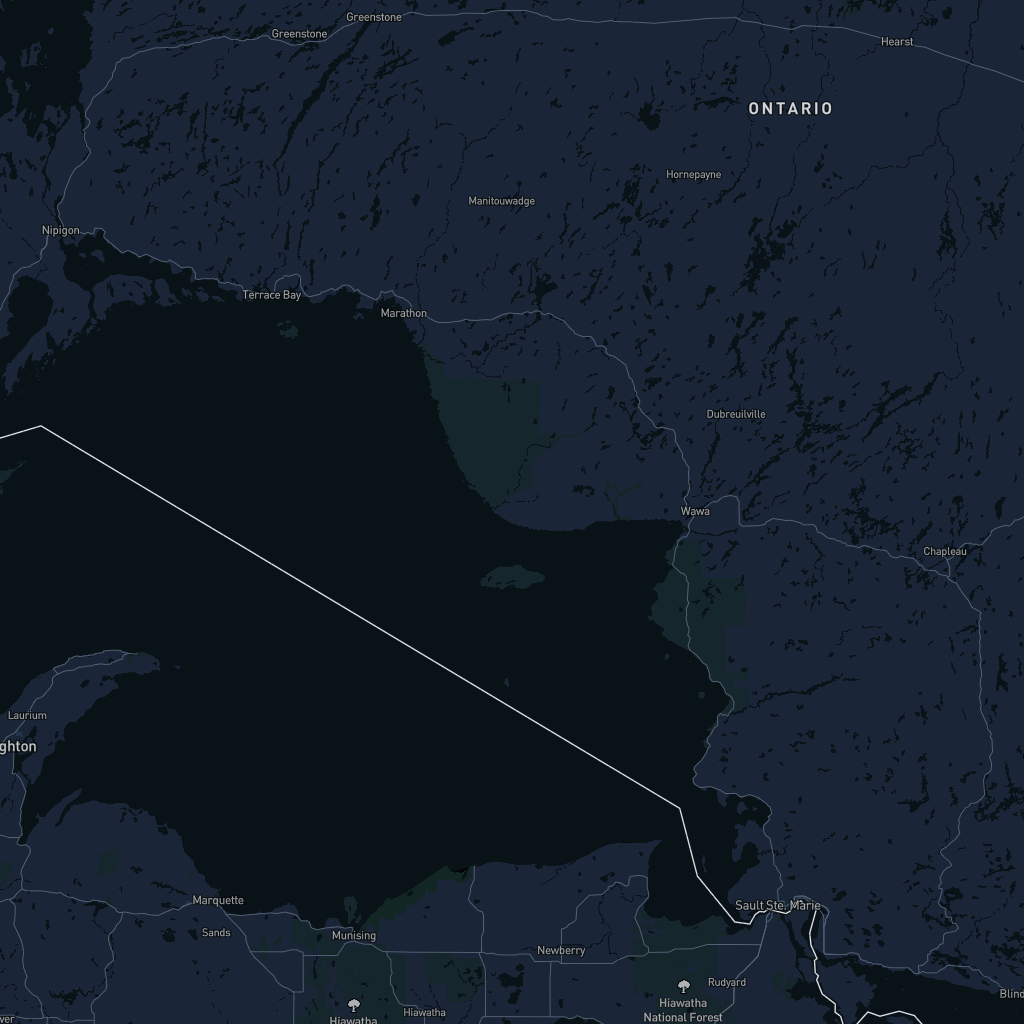 Greenstone
Greenstone
Hearst
ONTARIO
Hornepayne
Manitouwadge
Nipigon
Terrace Bay
Marathon
Dubreuilville
Wawa
Chapleau
Laurium
ghton
Marquette
Sault Ste. Marie
Sands
Munising
Newberry
Rudyard
Blind
Hiawatha
National Forest
Hiawatha
Hiawatha
ver